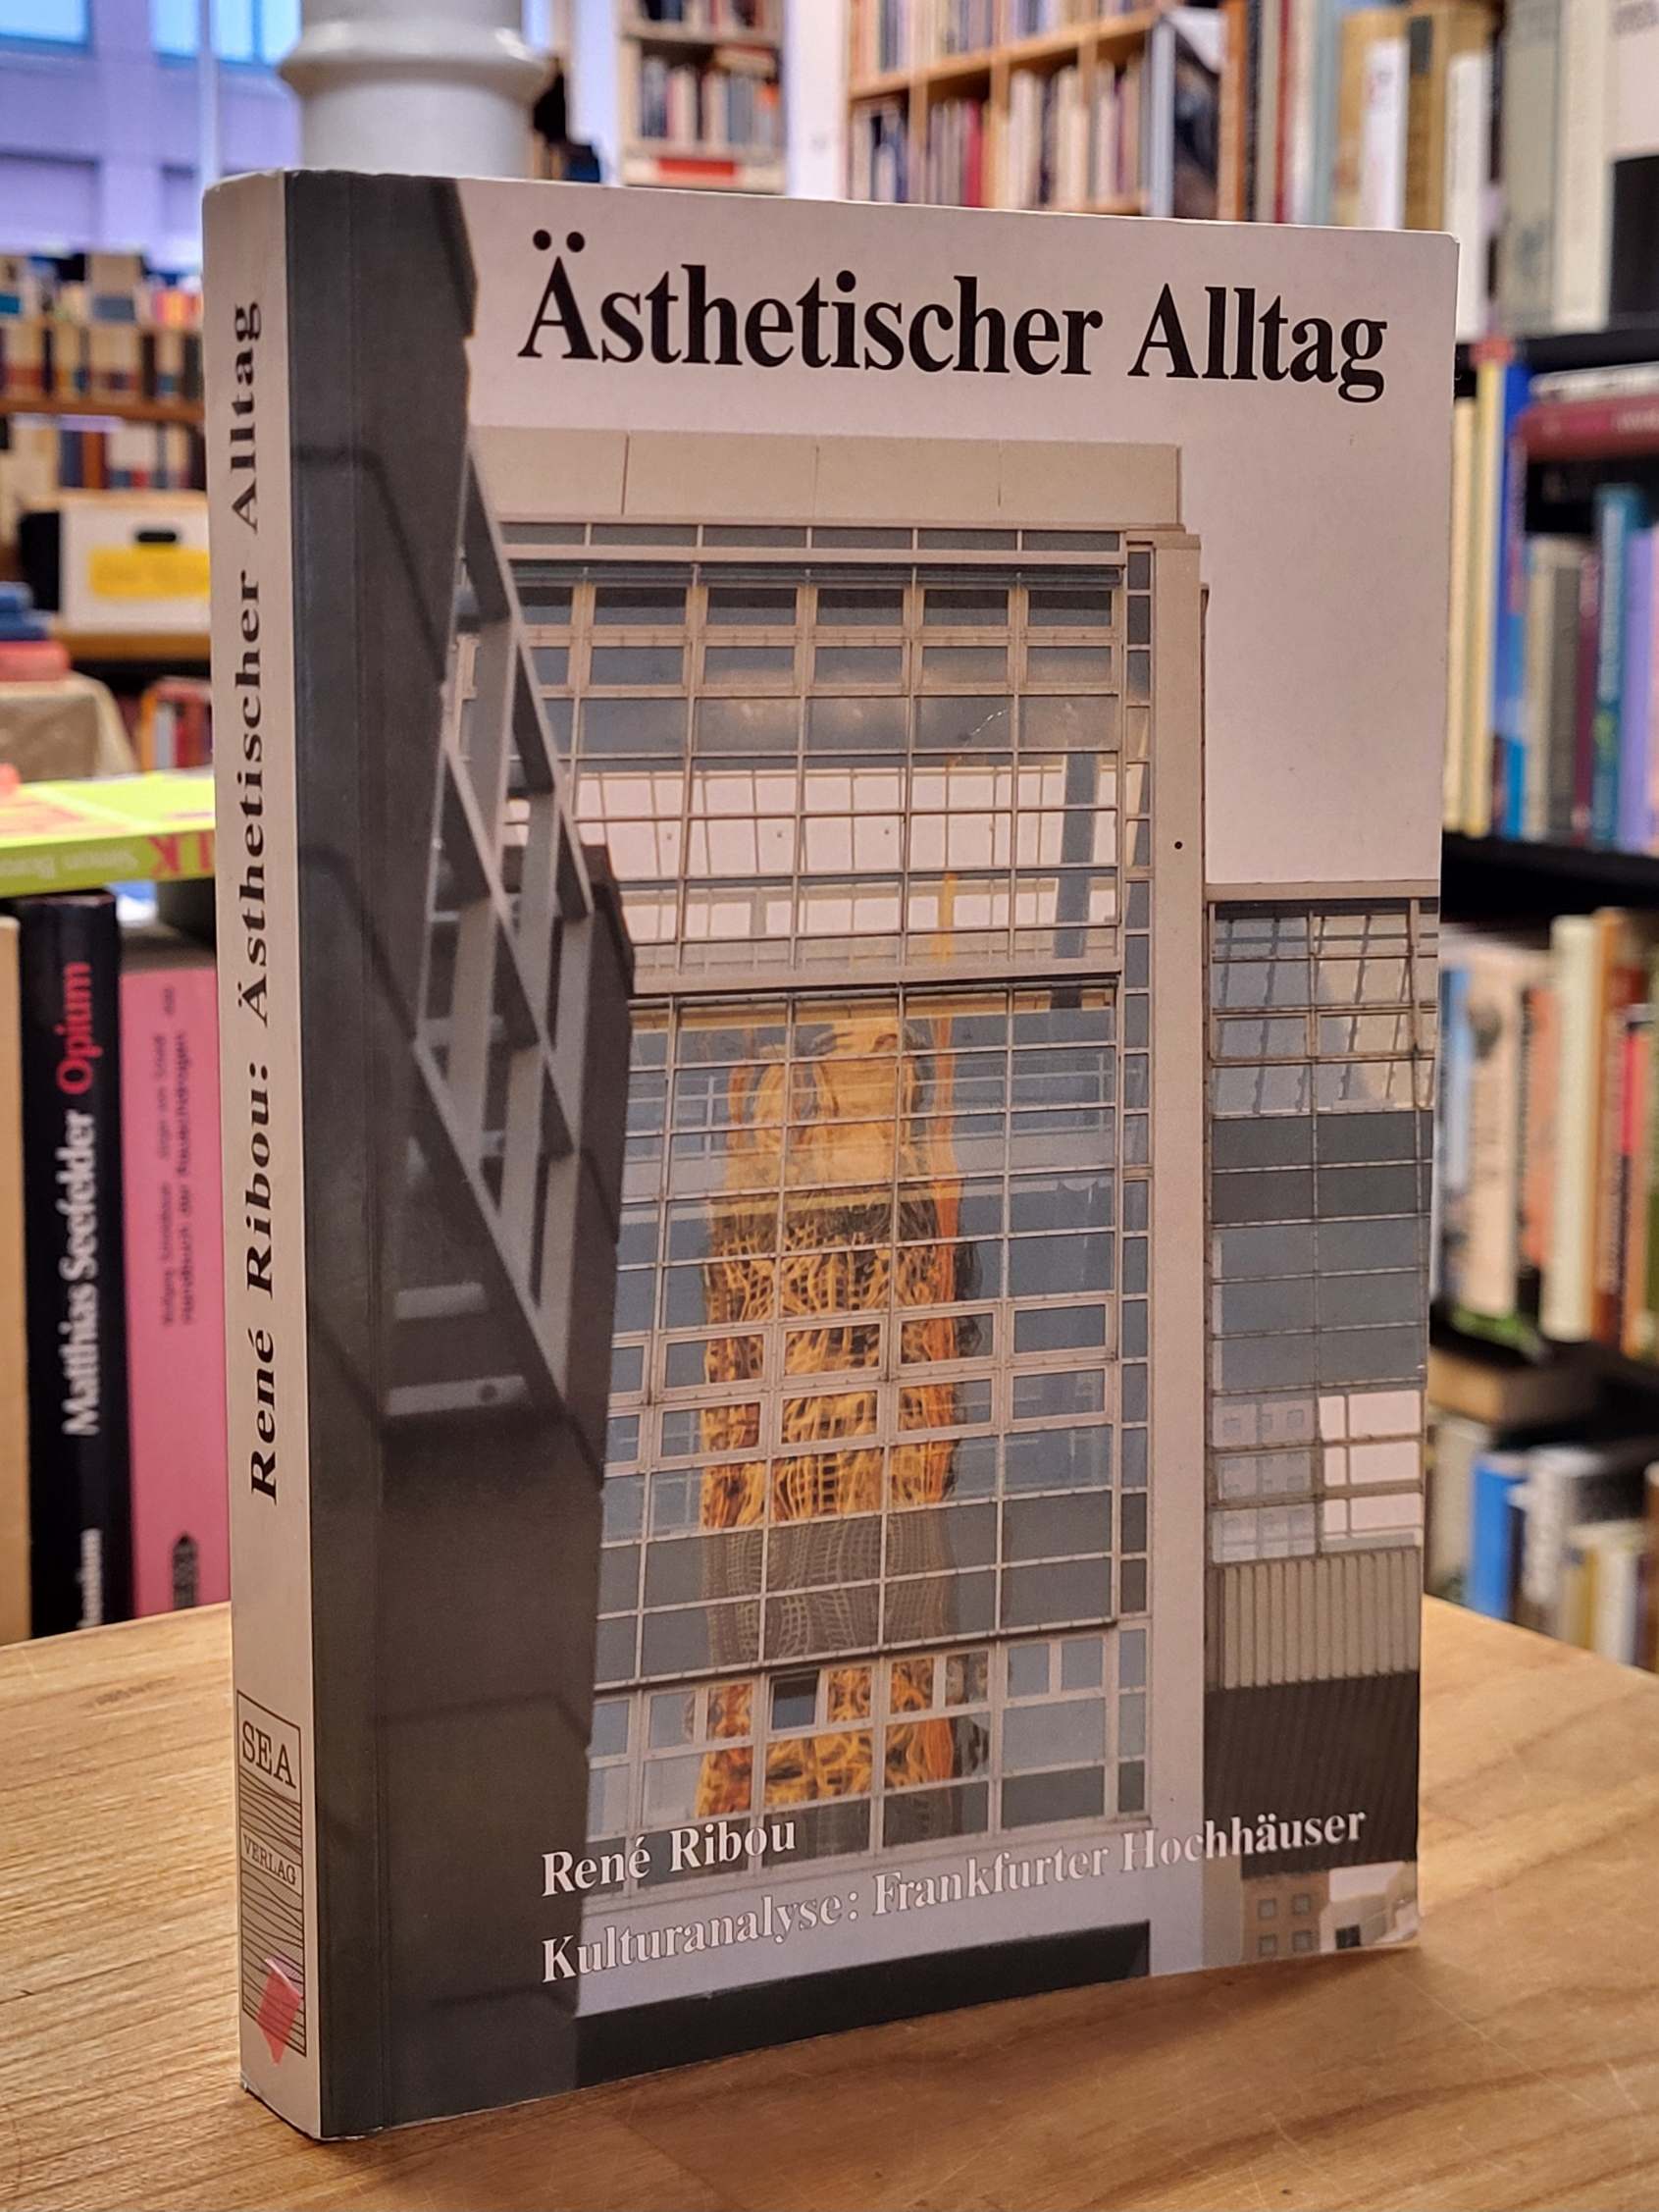 Ästhetischer Alltag
René Ribou
Kulturanalyse: Frankfurter Hochhäuser
René Ribou: Ästhetischer Alltag
SEA
VERLAG
Matthias Seefelder Opium